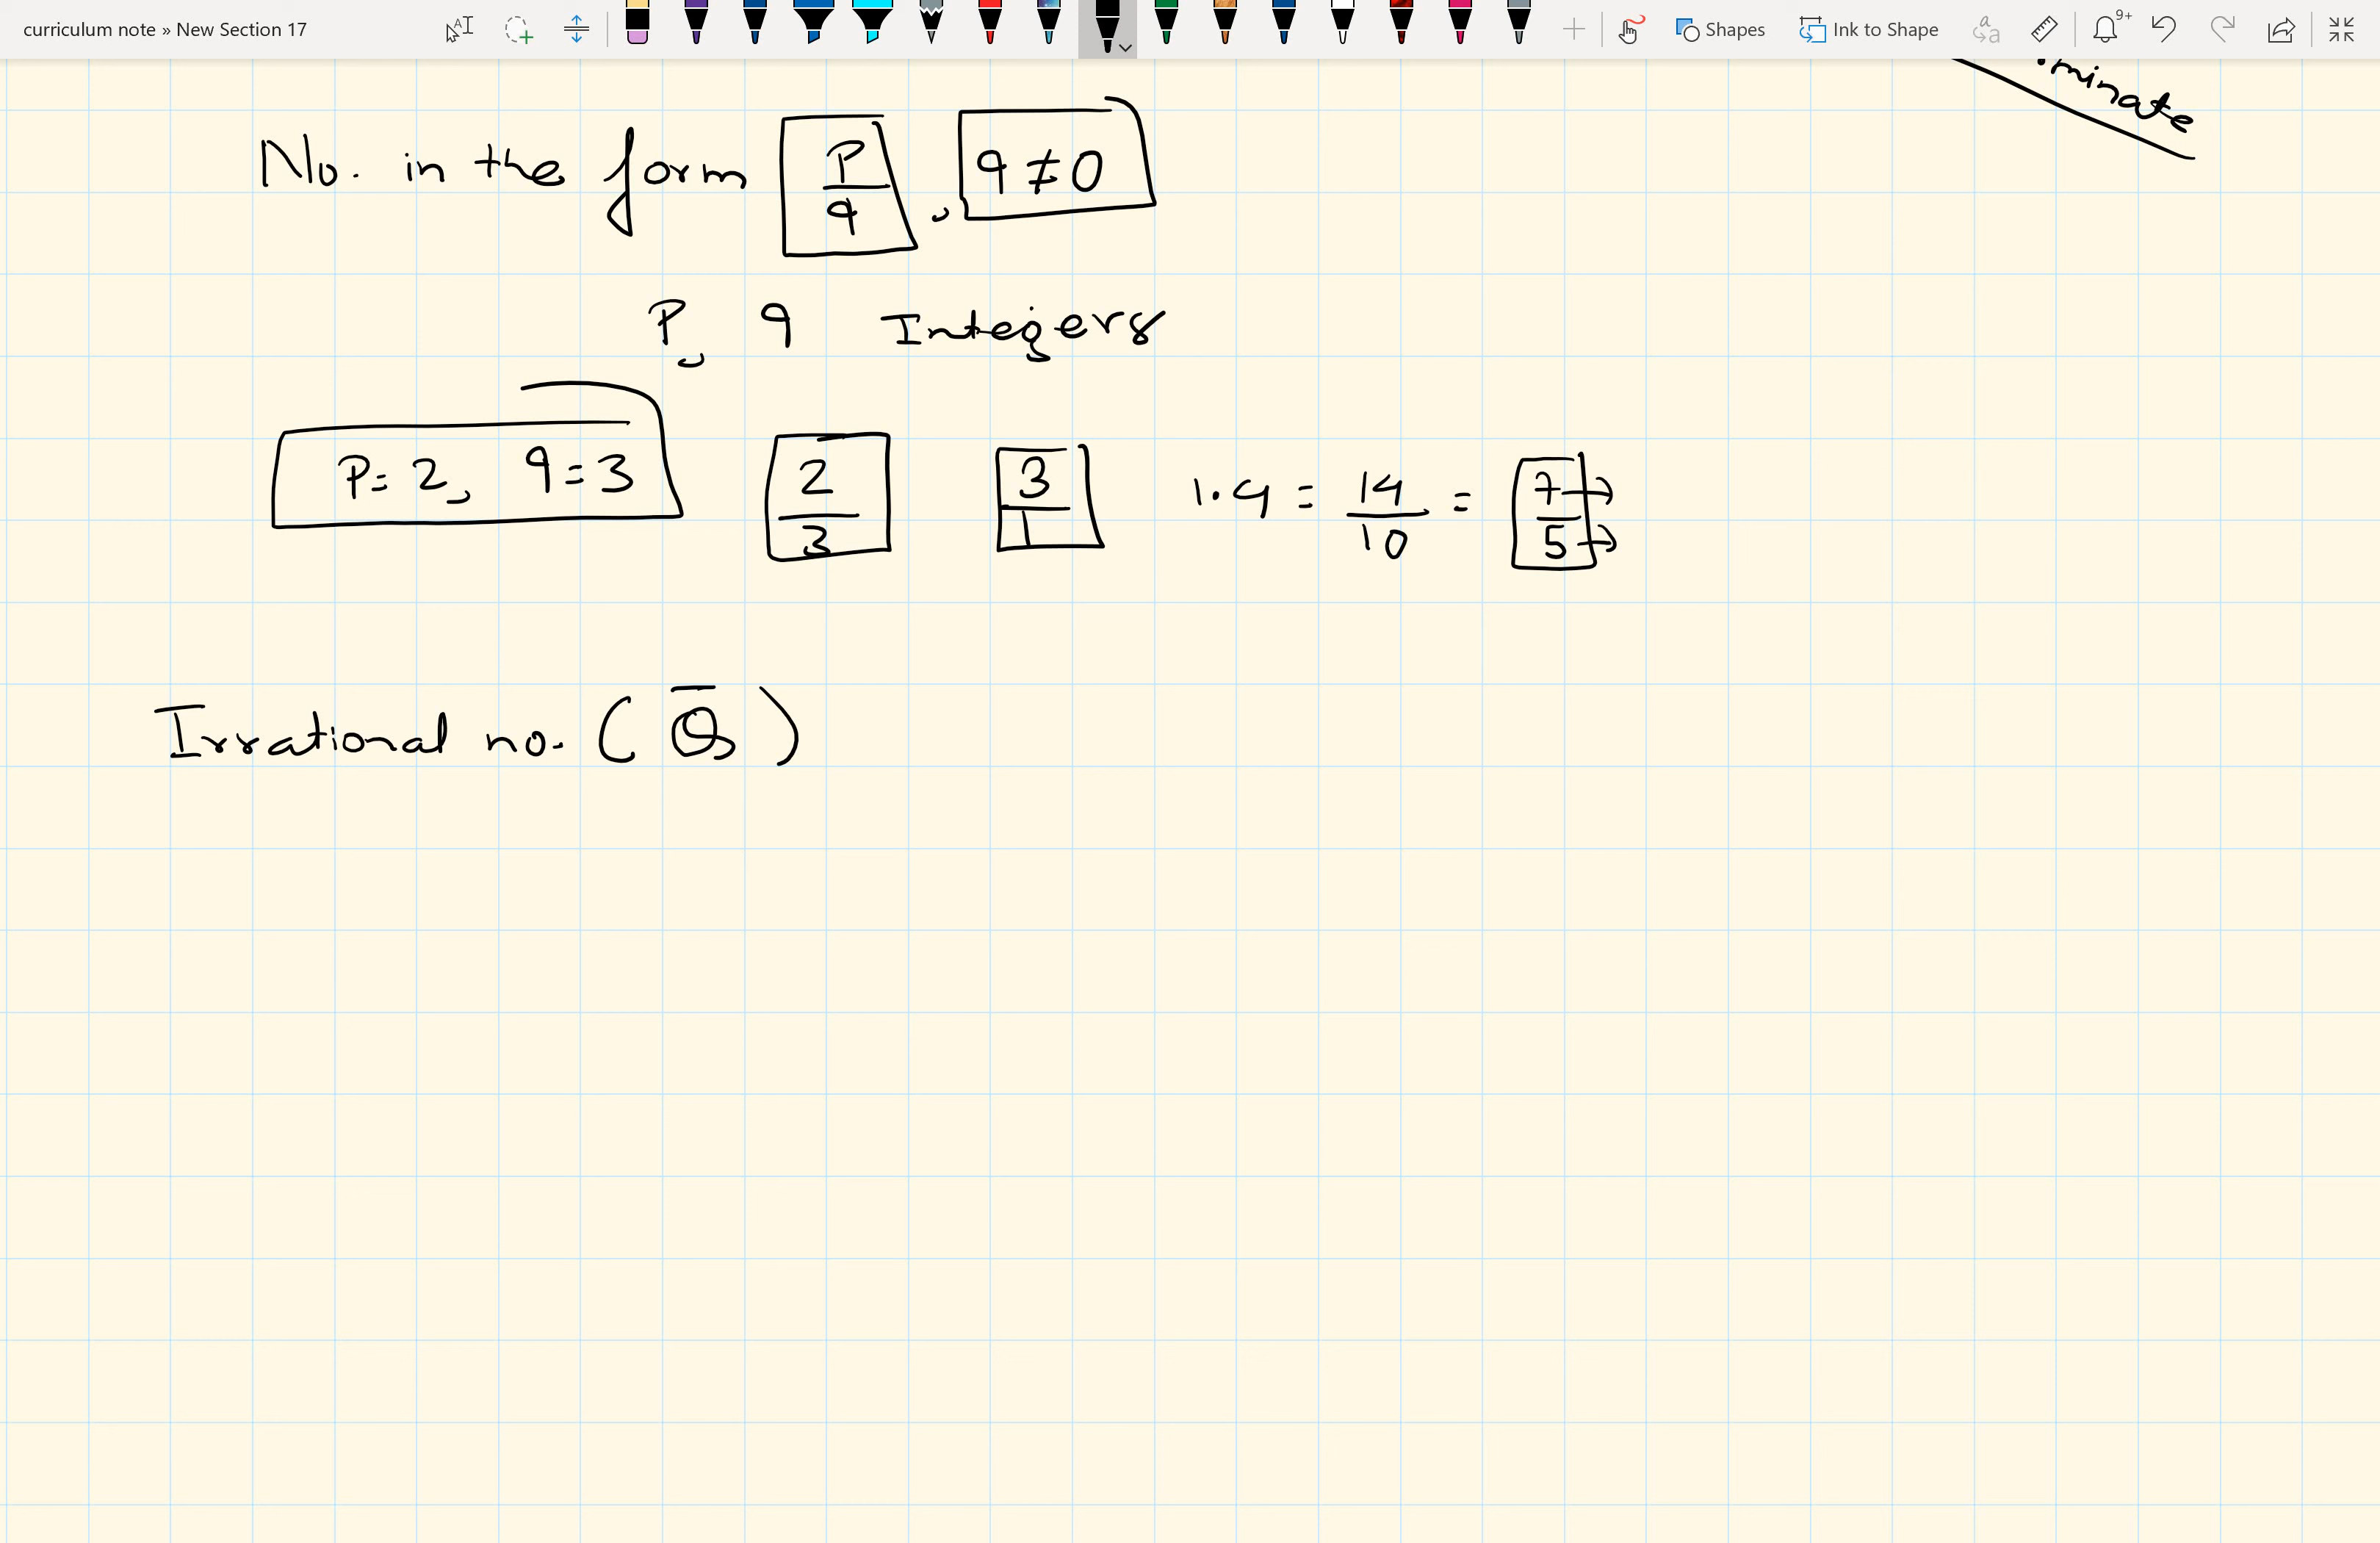 curriculum note » New Section 17
Shapes
Ink to Shape
9+
No. in the form P/q, q ≠ 0
P, q Integers
P = 2, q = 3 2/3 3/1 1.4 = 14/10 = 7/5
Irrational no. (Q̅)